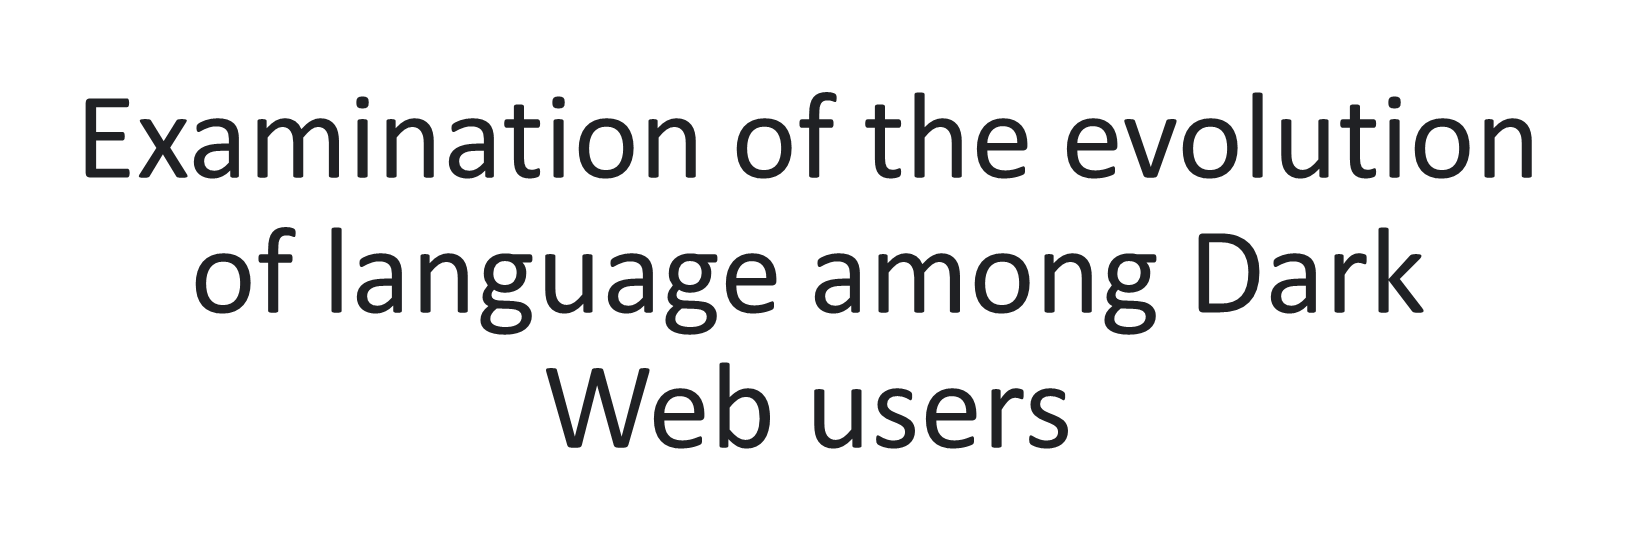 Examination of the evolution
of language among Dark
Web users